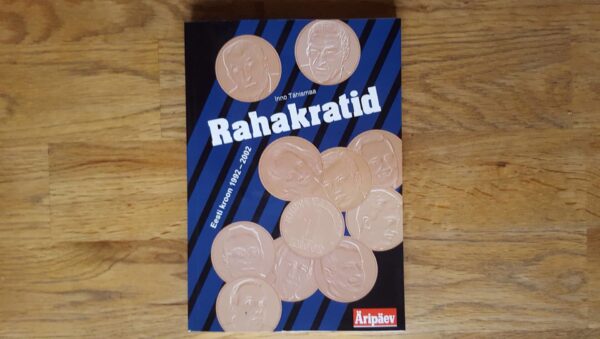 Inno Tähismaa
Rahakratid
Eesti kroon 1992 – 2002
Äripäev